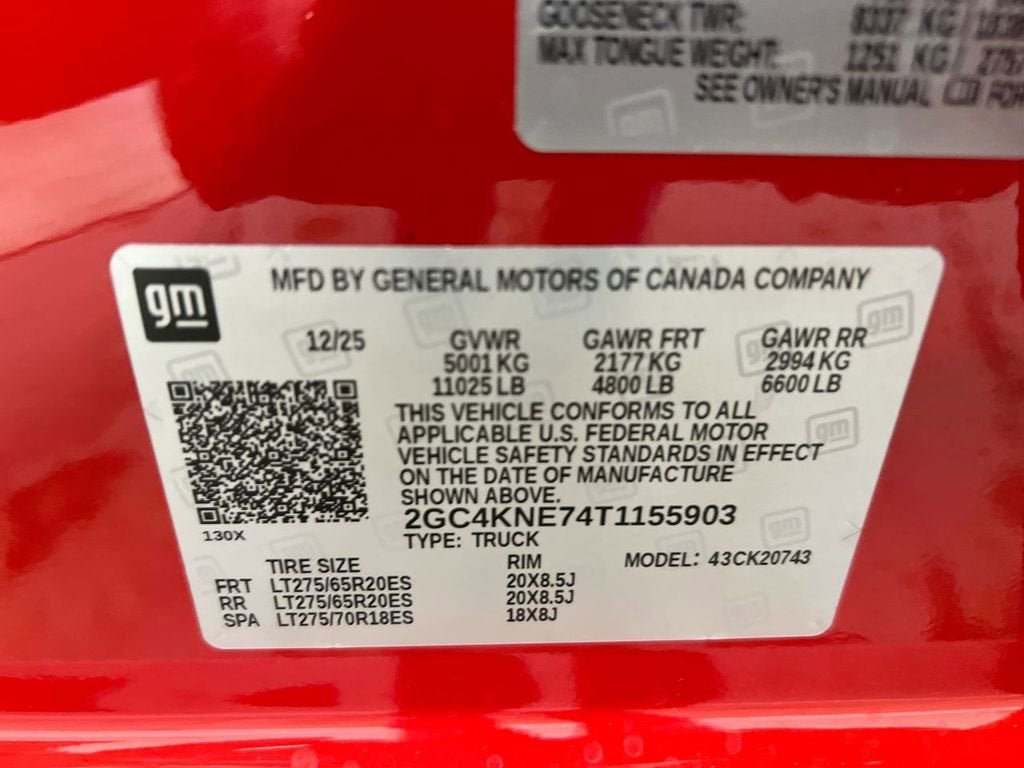 GOOSENECK TWR: 8337 KG
MAX TONGUE WEIGHT: 1251 KG / 2757
SEE OWNER'S MANUAL FOR
gm
MFD BY GENERAL MOTORS OF CANADA COMPANY
12/25 GVWR GAWR FRT GAWR RR
5001 KG 2177 KG 2994 KG
11025 LB 4800 LB 6600 LB
THIS VEHICLE CONFORMS TO ALL
APPLICABLE U.S. FEDERAL MOTOR
VEHICLE SAFETY STANDARDS IN EFFECT
ON THE DATE OF MANUFACTURE
SHOWN ABOVE.
2GC4KNE74T1155903
130X
TYPE: TRUCK
TIRE SIZE RIM MODEL: 43CK20743
FRT LT275/65R20ES 20X8.5J
RR LT275/65R20ES 20X8.5J
SPA LT275/70R18ES 18X8J